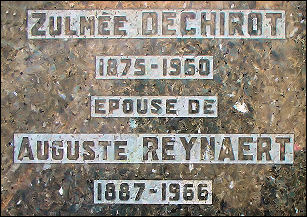 ZULMÉE DECHIROT
1875-1960
EPOUSE DE
AUGUSTE REYNAERT
1887-1966